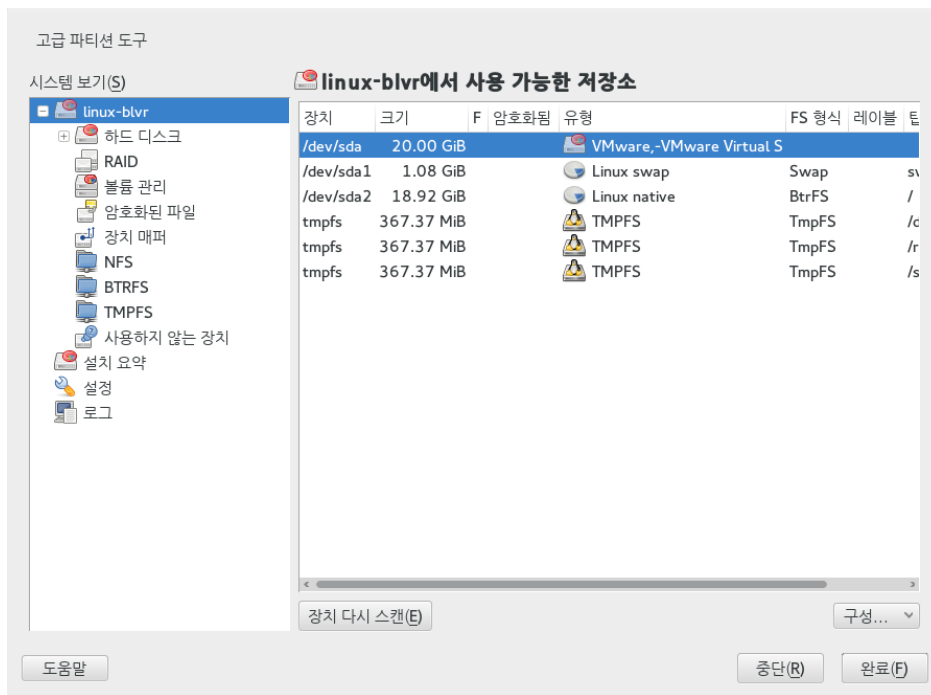 고급 파티션 도구
시스템 보기(S)
linux-blvr
하드 디스크
RAID
볼륨 관리
암호화된 파일
장치 매퍼
NFS
BTRFS
TMPFS
사용하지 않는 장치
설치 요약
설정
로그
linux-blvr에서 사용 가능한 저장소
장치 크기 F 암호화됨 유형 FS 형식 레이블
/dev/sda 20.00 GiB VMware,-VMware Virtual S
/dev/sda1 1.08 GiB Linux swap Swap
/dev/sda2 18.92 GiB Linux native BtrFS /
tmpfs 367.37 MiB TMPFS TmpFS
tmpfs 367.37 MiB TMPFS TmpFS
tmpfs 367.37 MiB TMPFS TmpFS
장치 다시 스캔(E) 구성...
도움말 중단(R) 완료(F)